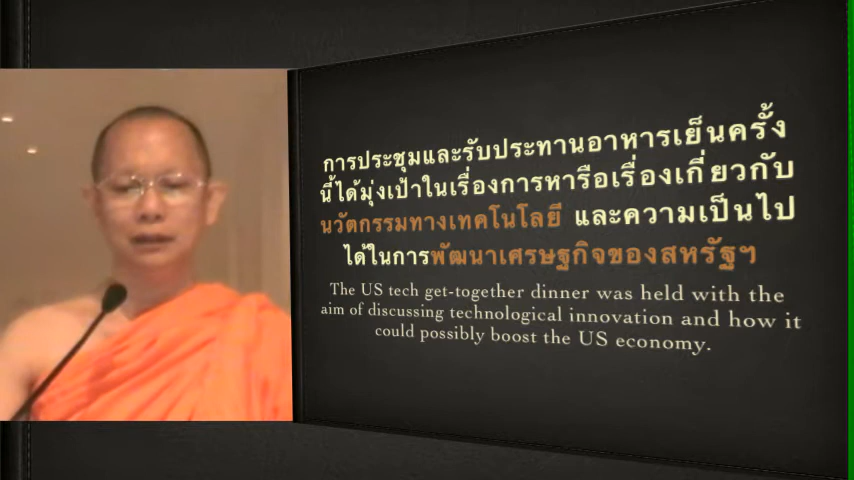 การประชุมและรับประทานอาหารเย็นครั้ง
นี้ได้มุ่งเป้าในเรื่องการหารือเรื่องเกี่ยวกับ
นวัตกรรมทางเทคโนโลยี และความเป็นไป
ได้ในการพัฒนาเศรษฐกิจของสหรัฐฯ
The US tech get-together dinner was held with the
aim of discussing technological innovation and how it
could possibly boost the US economy.